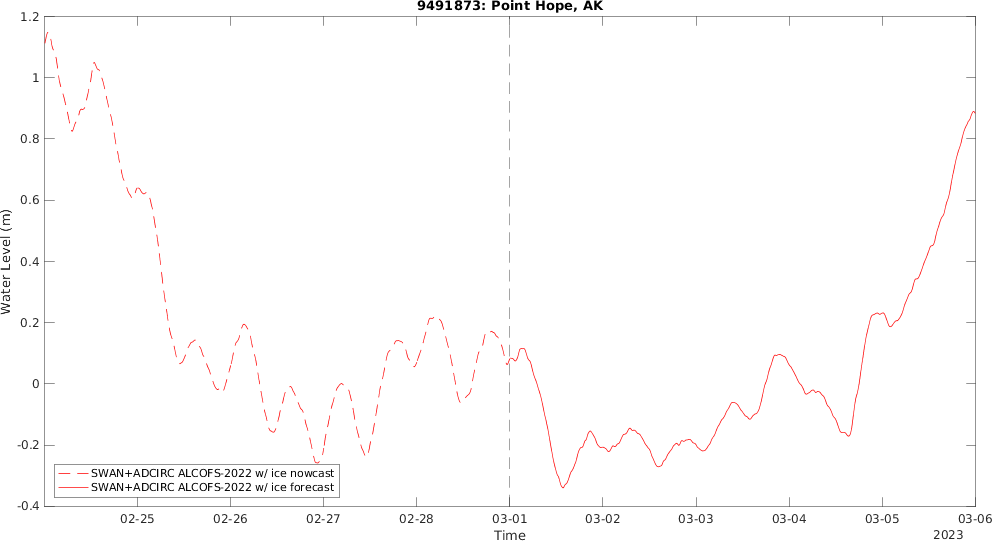 9491873: Point Hope, AK
1.2
1
0.8
0.6
0.4
0.2
0
-0.2
-0.4
Water Level (m)
SWAN+ADCIRC ALCOFS-2022 w/ ice nowcast
SWAN+ADCIRC ALCOFS-2022 w/ ice forecast
02-25 02-26 02-27 02-28 03-01 03-02 03-03 03-04 03-05 03-06
Time
2023